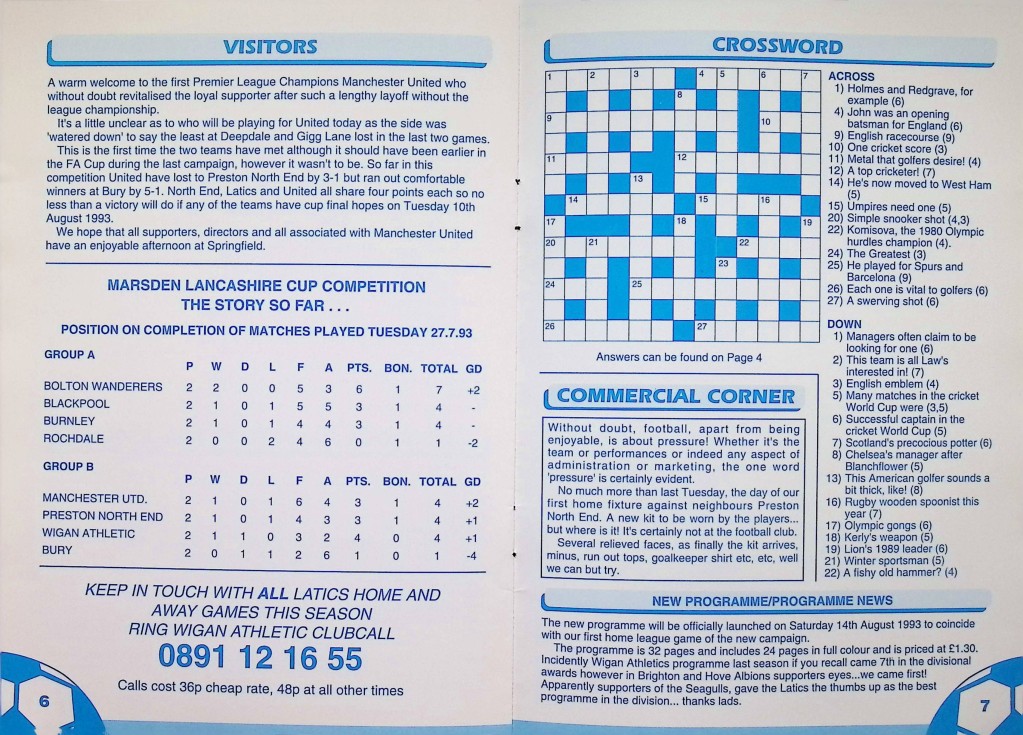 VISITORS
A warm welcome to the first Premier League Champions Manchester United who
without doubt revitalised the loyal supporter after such a lengthy layoff without the
league championship.
It's a little unclear as to who will be playing for United today as the side was
'watered down' to say the least at Deepdale and Gigg Lane lost in the last two games.
This is the first time the two teams have met although it should have been earlier in
the FA Cup during the last campaign, however it wasn't to be. So far in this
competition United have lost to Preston North End by 3-1 but ran out comfortable
winners at Bury by 5-1. North End, Latics and United all share four points each so no
less than a victory will do if any of the teams have cup final hopes on Tuesday 10th
August 1993.
We hope that all supporters, directors and all associated with Manchester United
have an enjoyable afternoon at Springfield.
MARSDEN LANCASHIRE CUP COMPETITION
THE STORY SO FAR . . .
POSITION ON COMPLETION OF MATCHES PLAYED TUESDAY 27.7.93
GROUP A
P W D L F A PTS. BON. TOTAL GD
BOLTON WANDERERS 2 2 0 0 5 3 6 1 7 +2
BLACKPOOL 2 1 0 1 5 5 3 1 4 -
BURNLEY 2 1 0 1 4 4 3 1 4 -
ROCHDALE 2 0 0 2 4 6 0 1 1 -2
GROUP B
P W D L F A PTS. BON. TOTAL GD
MANCHESTER UTD. 2 1 0 1 6 4 3 1 4 +2
PRESTON NORTH END 2 1 0 1 4 3 3 1 4 +1
WIGAN ATHLETIC 2 1 1 0 3 2 4 0 4 +1
BURY 2 0 1 1 2 6 1 0 1 -4
KEEP IN TOUCH WITH ALL LATICS HOME AND
AWAY GAMES THIS SEASON
RING WIGAN ATHLETIC CLUBCALL
0891 12 16 55
Calls cost 36p cheap rate, 48p at all other times
6
CROSSWORD
1 2 3 4 5 6 7
8
9 10
11 12
13
14 15 16
17 18 19
20 21 22
23
24 25
26 27
Answers can be found on Page 4
ACROSS
1) Holmes and Redgrave, for
example (6)
4) John was an opening
batsman for England (6)
9) English racecourse (9)
10) One cricket score (3)
11) Metal that golfers desire! (4)
12) A top cricketer! (7)
14) He's now moved to West Ham
(5)
15) Umpires need one (5)
20) Simple snooker shot (4,3)
22) Komisova, the 1980 Olympic
hurdles champion (4).
24) The Greatest (3)
25) He played for Spurs and
Barcelona (9)
26) Each one is vital to golfers (6)
27) A swerving shot (6)
DOWN
1) Managers often claim to be
looking for one (6)
2) This team is all Law's
interested in! (7)
3) English emblem (4)
5) Many matches in the cricket
World Cup were (3,5)
6) Successful captain in the
cricket World Cup (5)
7) Scotland's precocious potter (6)
8) Chelsea's manager after
Blanchflower (5)
13) This American golfer sounds a
bit thick, like! (8)
16) Rugby wooden spoonist this
year (7)
17) Olympic gongs (6)
18) Kerly's weapon (5)
19) Lion's 1989 leader (6)
21) Winter sportsman (5)
22) A fishy old hammer? (4)
COMMERCIAL CORNER
Without doubt, football, apart from being
enjoyable, is about pressure! Whether it's the
team or performances or indeed any aspect of
administration or marketing, the one word
'pressure' is certainly evident.
No much more than last Tuesday, the day of our
first home fixture against neighbours Preston
North End. A new kit to be worn by the players...
but where is it! It's certainly not at the football club.
Several relieved faces, as finally the kit arrives,
minus, run out tops, goalkeeper shirt etc, etc, well
we can but try.
NEW PROGRAMME/PROGRAMME NEWS
The new programme will be officially launched on Saturday 14th August 1993 to coincide
with our first home league game of the new campaign.
The programme is 32 pages and includes 24 pages in full colour and is priced at £1.30.
Incidently Wigan Athletics programme last season if you recall came 7th in the divisional
awards however in Brighton and Hove Albions supporters eyes...we came first!
Apparently supporters of the Seagulls, gave the Latics the thumbs up as the best
programme in the division... thanks lads.
7